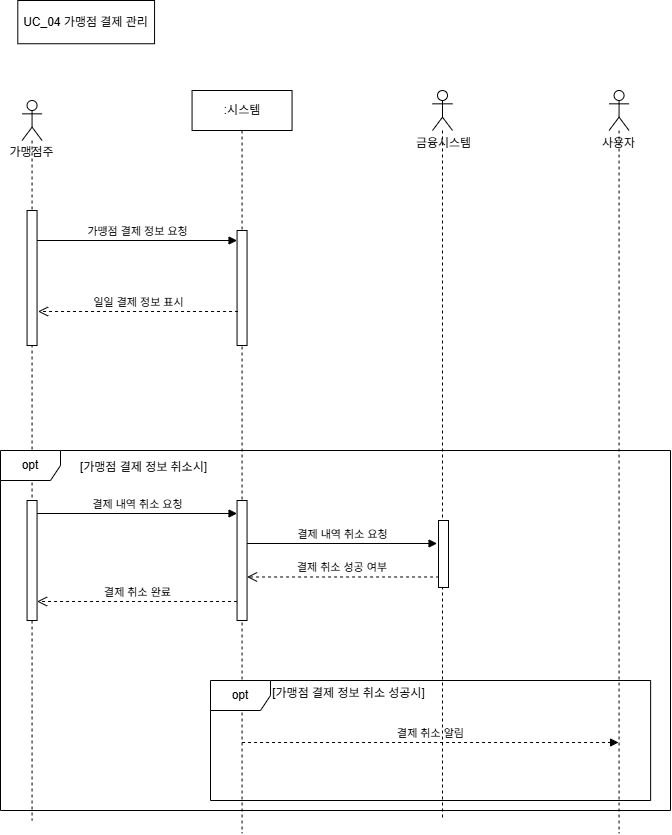 UC_04 가맹점 결제 관리
:시스템
가맹점주
금융시스템
사용자
가맹점 결제 정보 요청
일일 결제 정보 표시
opt
[가맹점 결제 정보 취소시]
결제 내역 취소 요청
결제 내역 취소 요청
결제 취소 성공 여부
결제 취소 완료
opt
[가맹점 결제 정보 취소 성공시]
결제 취소 알림